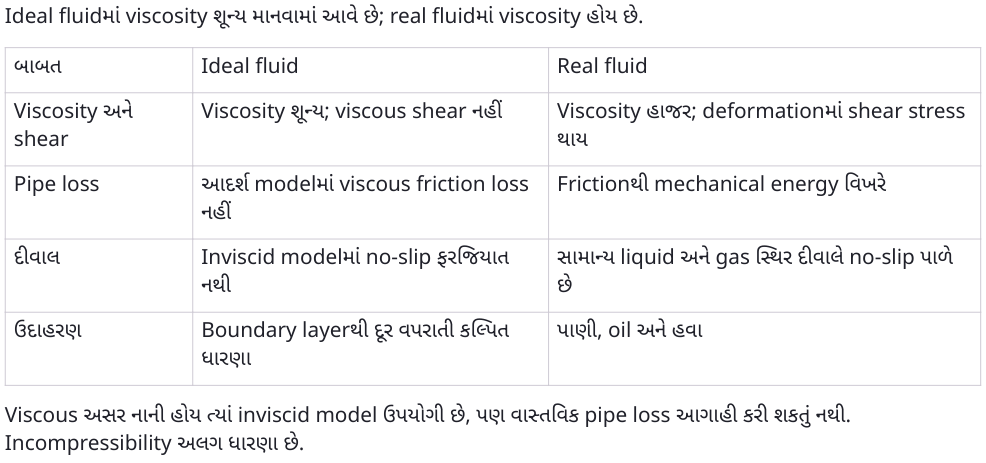 Ideal fluidમાં viscosity શૂન્ય માનવામાં આવે છે; real fluidમાં viscosity હોય છે.
બાબત
Ideal fluid
Real fluid
Viscosity અને
shear
Viscosity શૂન્ય; viscous shear નહીં
Viscosity હાજર; deformationમાં shear stress
થાય
Pipe loss
આદર્શ modelમાં viscous friction loss
નહીં
Frictionથી mechanical energy વિખરે
દીવાલ
Inviscid modelમાં no-slip ફરજિયાત
નથી
સામાન્ય liquid અને gas સ્થિર દીવાલે no-slip પાળે
છે
ઉદાહરણ
Boundary layerથી દૂર વપરાતી કલ્પિત
ધારણા
પાણી, oil અને હવા
Viscous અસર નાની હોય ત્યાં inviscid model ઉપયોગી છે, પણ વાસ્તવિક pipe loss આગાહી કરી શકતું નથી.
Incompressibility અલગ ધારણા છે.